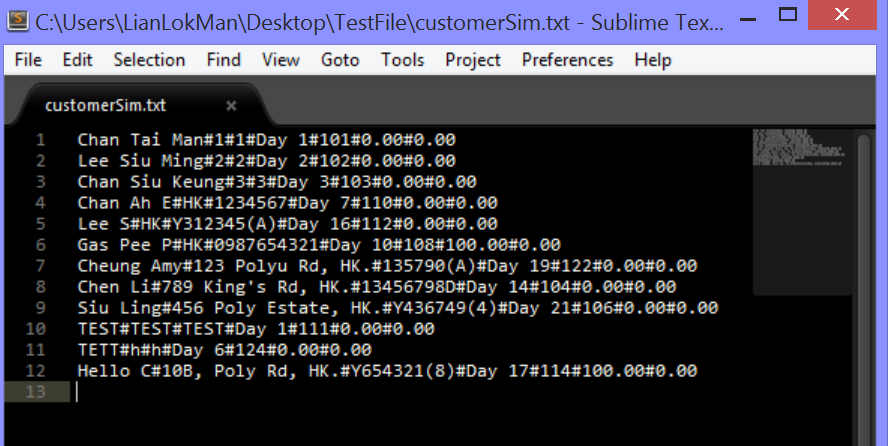 C:\Users\LianLokMan\Desktop\TestFile\customerSim.txt - Sublime Tex...
File Edit Selection Find View Goto Tools Project Preferences Help
customerSim.txt ×
1 Chan Tai Man#1#1#Day 1#101#0.00#0.00
2 Lee Siu Ming#2#2#Day 2#102#0.00#0.00
3 Chan Siu Keung#3#3#Day 3#103#0.00#0.00
4 Chan Ah E#HK#1234567#Day 7#110#0.00#0.00
5 Lee S#HK#Y312345(A)#Day 16#112#0.00#0.00
6 Gas Pee P#HK#0987654321#Day 10#108#100.00#0.00
7 Cheung Amy#123 Polyu Rd, HK.#135790(A)#Day 19#122#0.00#0.00
8 Chen Li#789 King's Rd, HK.#13456798D#Day 14#104#0.00#0.00
9 Siu Ling#456 Poly Estate, HK.#Y436749(4)#Day 21#106#0.00#0.00
10 TEST#TEST#TEST#Day 1#111#0.00#0.00
11 TETT#h#h#Day 6#124#0.00#0.00
12 Hello C#10B, Poly Rd, HK.#Y654321(8)#Day 17#114#100.00#0.00
13